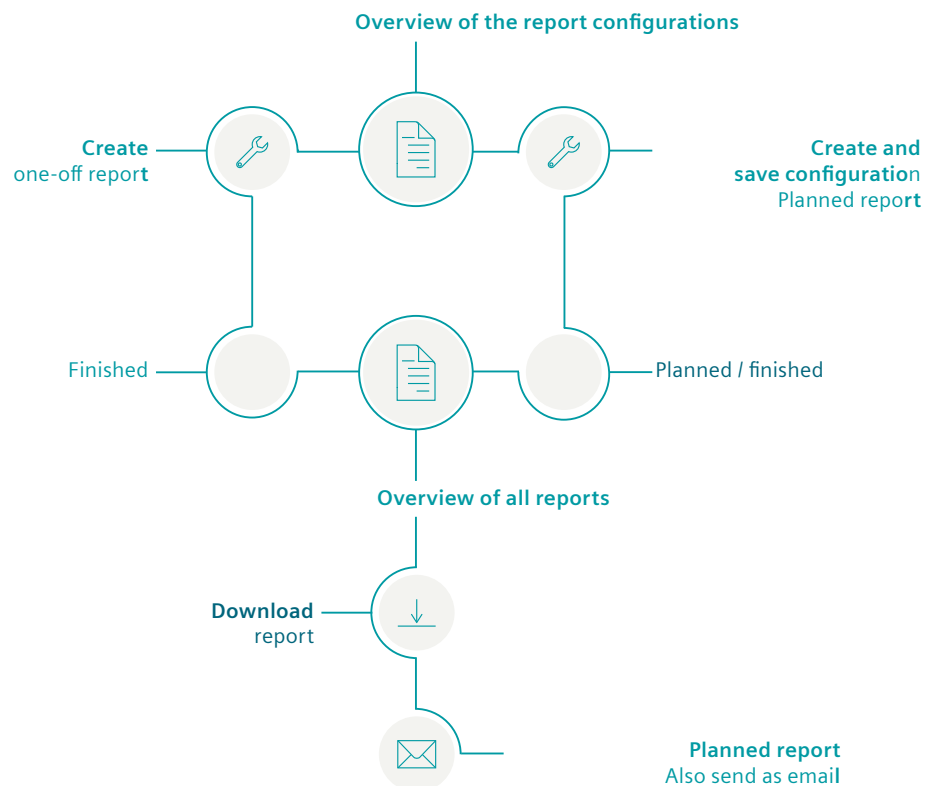 Overview of the report configurations
Create
one-off report
Create and
save configuration
Planned report
Finished
Planned / finished
Overview of all reports
Download
report
Planned report
Also send as email